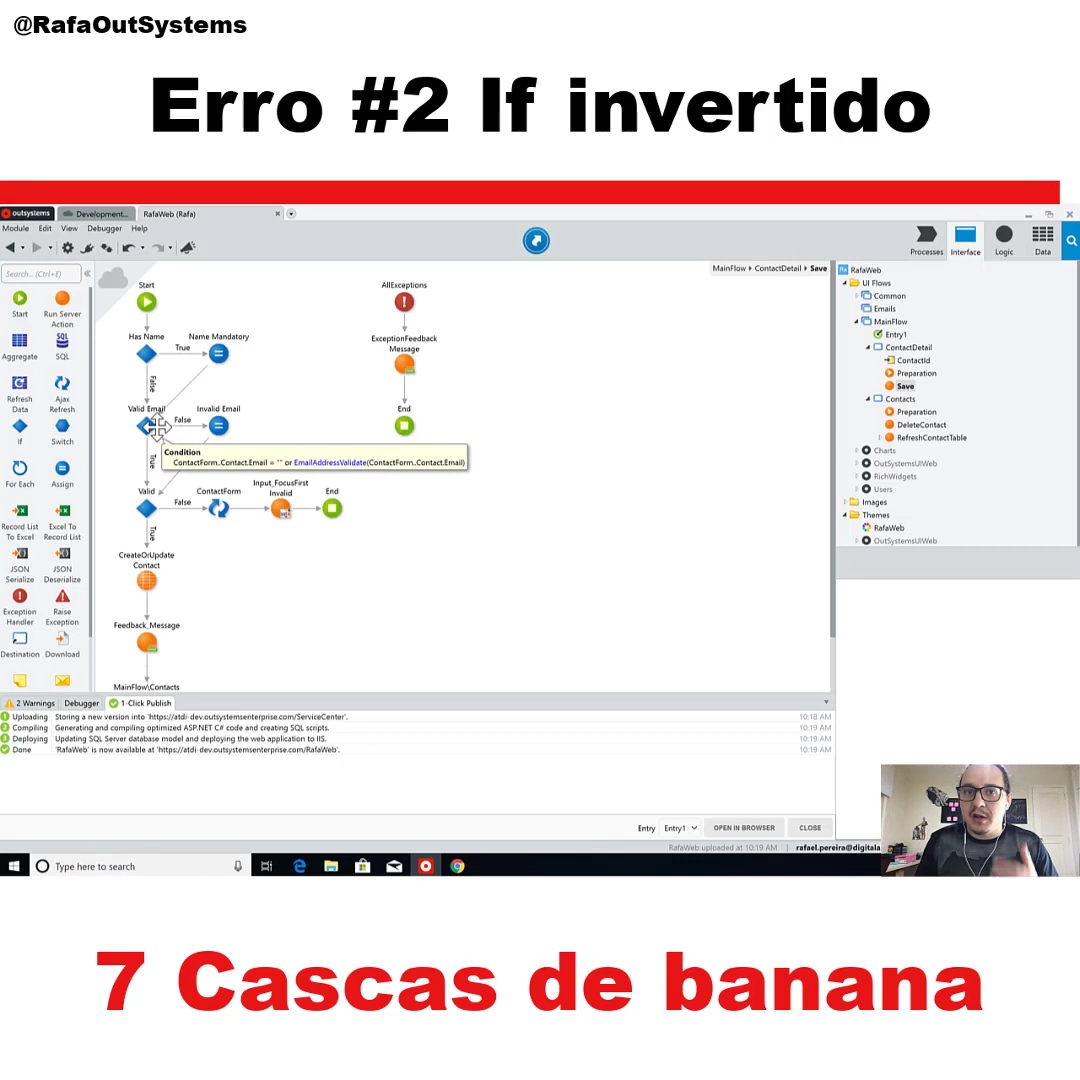 @RafaOutSystems
Erro #2 If invertido
outsystems
Development...
RafaWeb (Rafa)
Module Edit View Debugger Help
Processes
Interface
Logic
Data
Search... (Ctrl+E)
MainFlow ContactDetail Save
Start
Run Server Action
Aggregate
SQL
Refresh Data
Ajax Refresh
If
Switch
For Each
Assign
Record List To Excel
Excel To Record List
JSON Serialize
JSON Deserialize
Exception Handler
Raise Exception
Destination
Download
Start
Has Name
True
Name Mandatory
False
Valid Email
False
Invalid Email
Condition
ContactForm.Contact.Email = "" or EmailAddressValidate(ContactForm.Contact.Email)
True
Valid
False
ContactForm
Input_FocusFirst
Invalid
End
True
CreateOrUpdate
Contact
Feedback_Message
MainFlow\Contacts
AllExceptions
ExceptionFeedback
Message
End
RafaWeb
UI Flows
Common
Emails
MainFlow
Entry1
ContactDetail
ContactId
Preparation
Save
Contacts
Preparation
DeleteContact
RefreshContactTable
Charts
OutSystemsUIWeb
RichWidgets
Users
Images
Themes
RafaWeb
OutSystemsUIWeb
2 Warnings
Debugger
1-Click Publish
1 Uploading Storing a new version into 'https://atdi-dev.outsystemsenterprise.com/ServiceCenter'. 10:18 AM
2 Compiling Generating and compiling optimized ASP.NET C# code and creating SQL scripts. 10:19 AM
3 Deploying Updating SQL Server database model and deploying the web application to IIS. 10:19 AM
Done 'RafaWeb' is now available at 'https://atdi-dev.outsystemsenterprise.com/RafaWeb'. 10:19 AM
Entry Entry1 OPEN IN BROWSER CLOSE
RafaWeb uploaded at 10:19 AM rafael.pereira@digitala
Type here to search
7 Cascas de banana